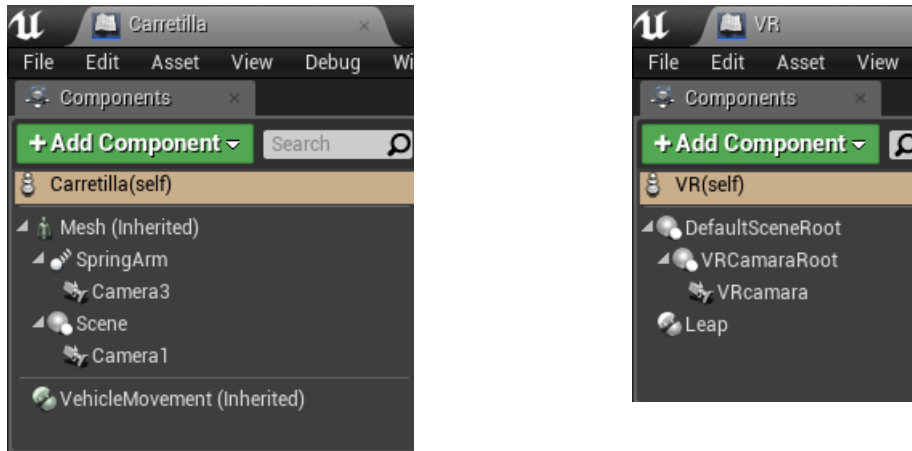 Carretilla
File Edit Asset View Debug Wi
Components
+ Add Component Search
Carretilla(self)
Mesh (Inherited)
SpringArm
Camera3
Scene
Camera1
VehicleMovement (Inherited)
VR
File Edit Asset View
Components
+ Add Component
VR(self)
DefaultSceneRoot
VRCamaraRoot
VRcamara
Leap